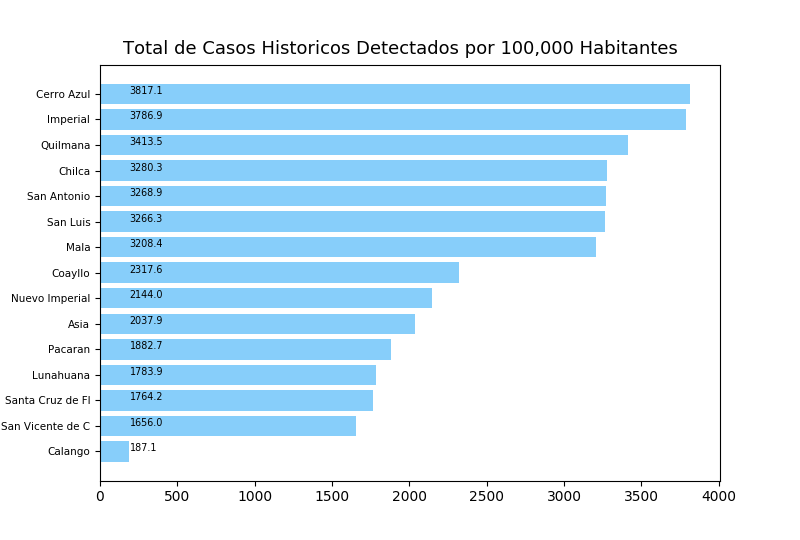 Total de Casos Historicos Detectados por 100,000 Habitantes
Cerro Azul 3817.1
Imperial 3786.9
Quilmana 3413.5
Chilca 3280.3
San Antonio 3268.9
San Luis 3266.3
Mala 3208.4
Coayllo 2317.6
Nuevo Imperial 2144.0
Asia 2037.9
Pacaran 1882.7
Lunahuana 1783.9
Santa Cruz de Fl 1764.2
San Vicente de C 1656.0
Calango 187.1
0 500 1000 1500 2000 2500 3000 3500 4000